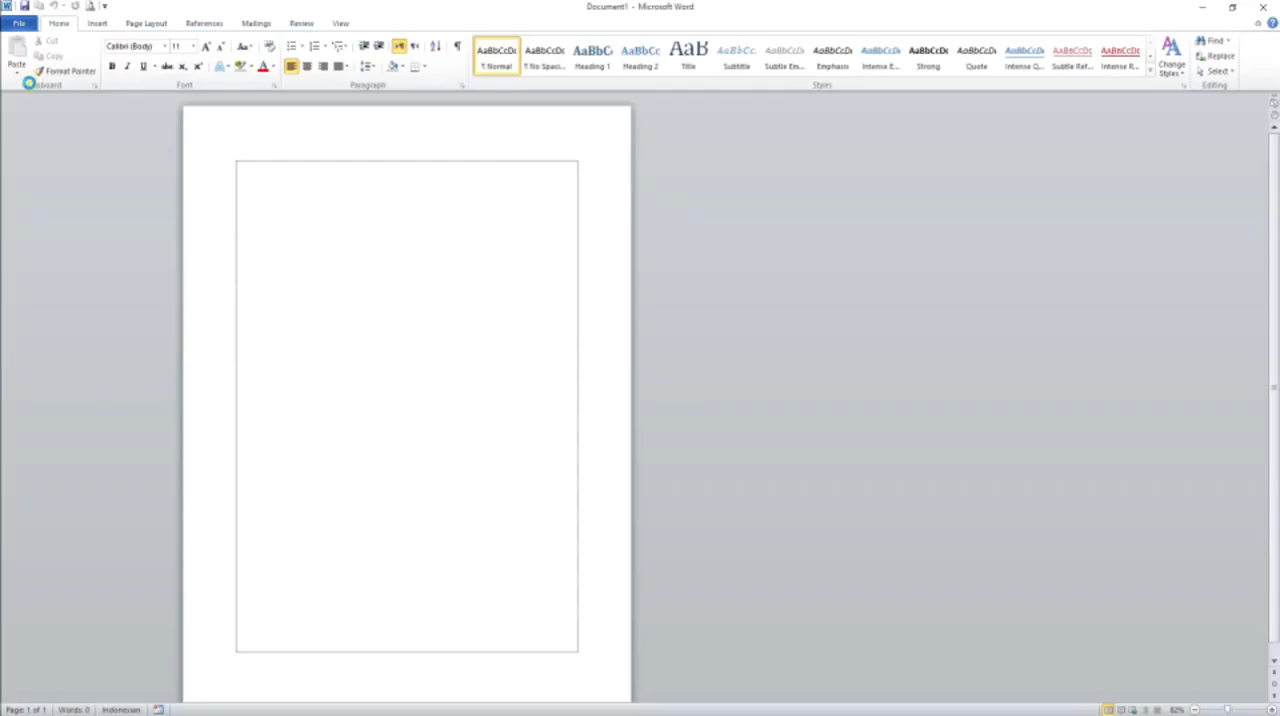 Document1 - Microsoft Word
File Home Insert Page Layout References Mailings Review View
Paste
Cut
Copy
Format Painter
Calibri (Body) 11
AaBbCcDc AaBbCcDc AaBbC AaBbCc AaB AaBbCc. AaBbCcDc AaBbCcDc AaBbCcDc AaBbCcDc AaBbCcDc AaBbCcDc AaBbCcDc AaBbCcDc
¶ Normal ¶ No Spaci... Heading 1 Heading 2 Title Subtitle Subtle Em... Emphasis Intense E... Strong Quote Intense Q... Subtle Ref... Intense R...
Change Styles
Find
Replace
Select
Font Paragraph Styles Editing
Page: 1 of 1 Words: 0 Indonesian 62%